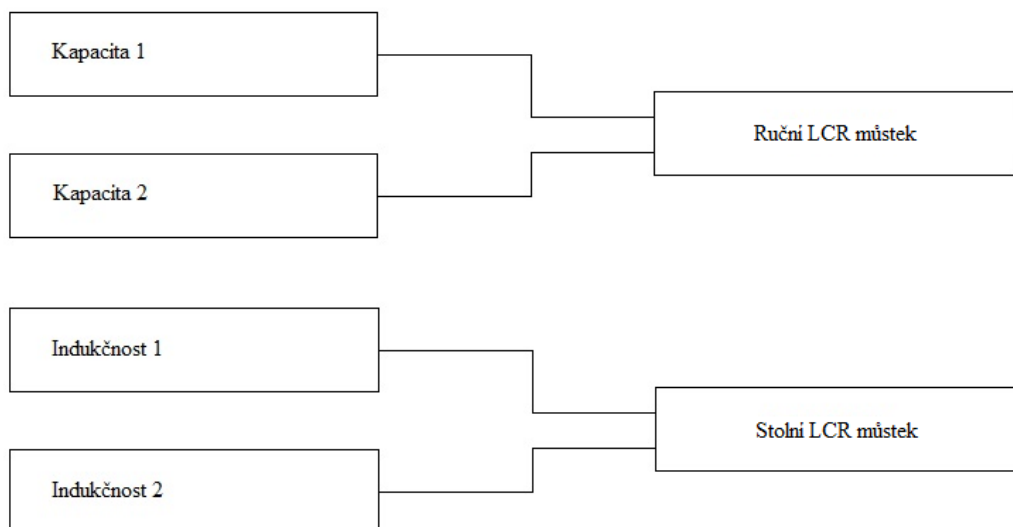 Kapacita 1
Ruční LCR můstek
Kapacita 2
Indukčnost 1
Stolní LCR můstek
Indukčnost 2